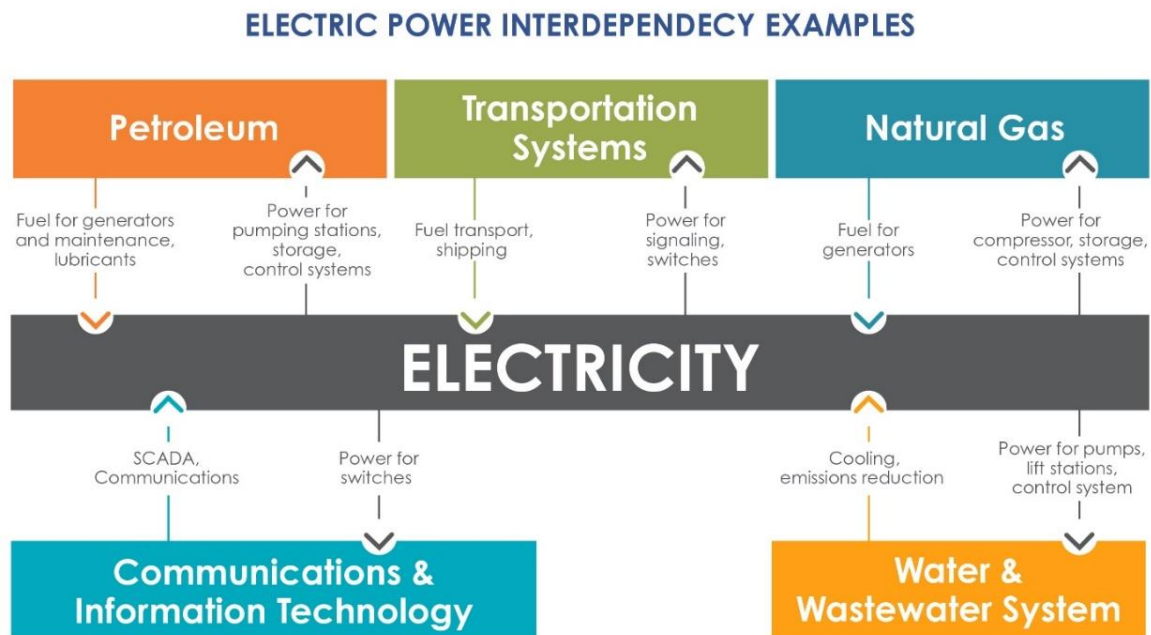 ELECTRIC POWER INTERDEPENDECY EXAMPLES
Petroleum
Transportation
Systems
Natural Gas
Fuel for generators
and maintenance,
lubricants
Power for
pumping stations,
storage,
control systems
Fuel transport,
shipping
Power for
signaling,
switches
Fuel for
generators
Power for
compressor, storage,
control systems
ELECTRICITY
SCADA,
Communications
Power for
switches
Cooling,
emissions reduction
Power for pumps,
lift stations,
control system
Communications &
Information Technology
Water &
Wastewater System